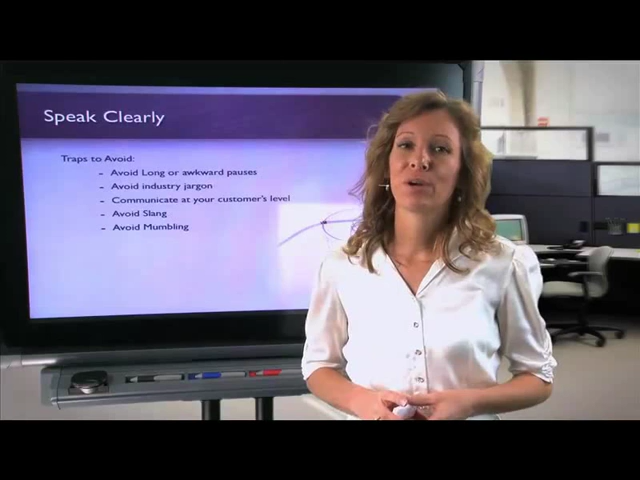 Speak Clearly
Traps to Avoid:
- Avoid Long or awkward pauses
- Avoid industry jargon
- Communicate at your customer's level
- Avoid Slang
- Avoid Mumbling